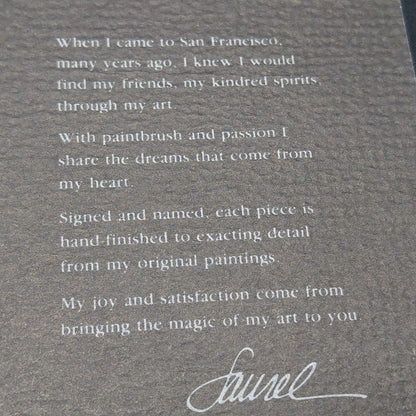 When I came to San Francisco,
many years ago, I knew I would
find my friends, my kindred spirits,
through my art
With paintbrush and passion I
share the dreams that come from
my heart.
Signed and named, each piece is
hand-finished to exacting detail
from my original paintings.
My joy and satisfaction come from
bringing the magic of my art to you.
Laurel